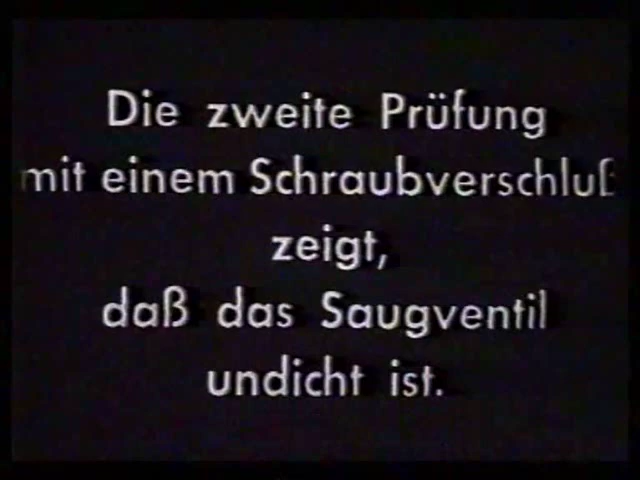 Die zweite Prüfung
mit einem Schraubverschluß
zeigt,
daß das Saugventil
undicht ist.